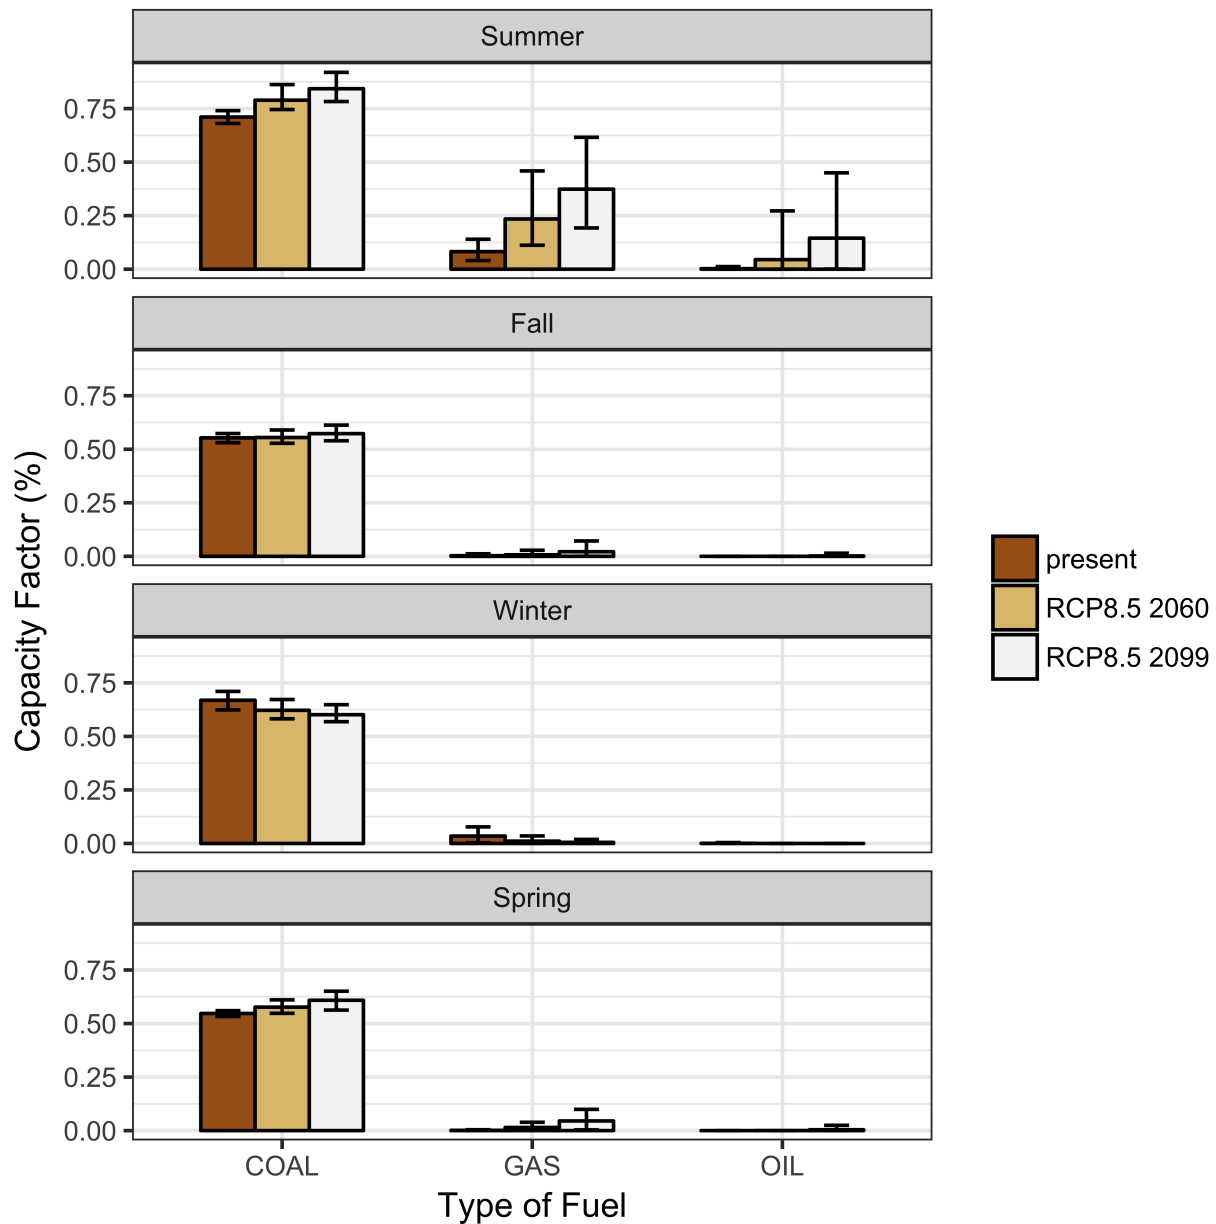 Summer
0.75
0.50
0.25
0.00
Fall
0.75
0.50
0.25
0.00
Winter
0.75
0.50
0.25
0.00
Spring
0.75
0.50
0.25
0.00
COAL GAS OIL
Type of Fuel
Capacity Factor (%)
present
RCP8.5 2060
RCP8.5 2099